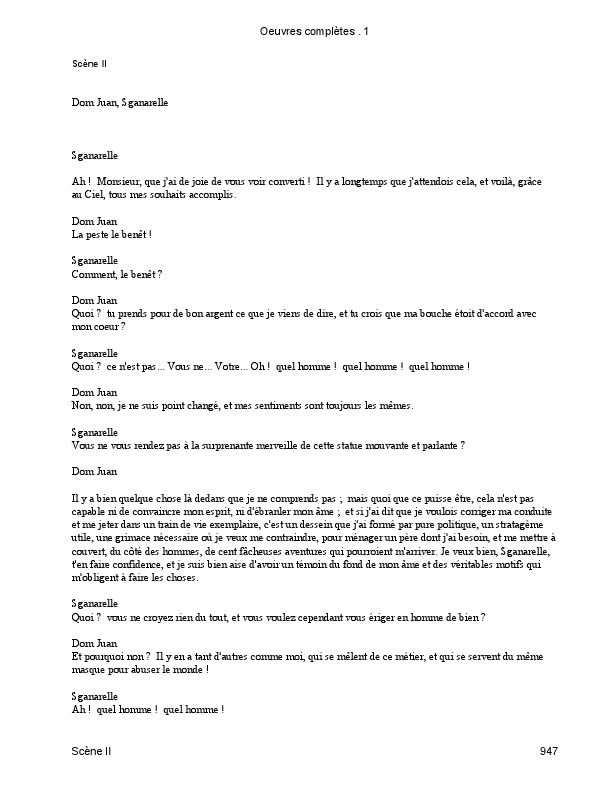 Oeuvres complètes . 1
Scène II
Dom Juan, Sganarelle
Sganarelle
Ah !  Monsieur, que j'ai de joie de vous voir converti !  Il y a longtemps que j'attendois cela, et voilà, grâce
au Ciel, tous mes souhaits accomplis.
Dom Juan
La peste le benêt !
Sganarelle
Comment, le benêt ?
Dom Juan
Quoi ?  tu prends pour de bon argent ce que je viens de dire, et tu crois que ma bouche étoit d'accord avec
mon coeur ?
Sganarelle
Quoi ?  ce n'est pas... Vous ne... Votre... Oh !  quel homme !  quel homme !  quel homme !
Dom Juan
Non, non, je ne suis point changé, et mes sentiments sont toujours les mêmes.
Sganarelle
Vous ne vous rendez pas à la surprenante merveille de cette statue mouvante et parlante ?
Dom Juan
Il y a bien quelque chose là dedans que je ne comprends pas ;  mais quoi que ce puisse être, cela n'est pas
capable ni de convaincre mon esprit, ni d'ébranler mon âme ;  et si j'ai dit que je voulois corriger ma conduite
et me jeter dans un train de vie exemplaire, c'est un dessein que j'ai formé par pure politique, un stratagème
utile, une grimace nécessaire où je veux me contraindre, pour ménager un père dont j'ai besoin, et me mettre à
couvert, du côté des hommes, de cent fâcheuses aventures qui pourroient m'arriver. Je veux bien, Sganarelle,
t'en faire confidence, et je suis bien aise d'avoir un témoin du fond de mon âme et des véritables motifs qui
m'obligent à faire les choses.
Sganarelle
Quoi ?  vous ne croyez rien du tout, et vous voulez cependant vous ériger en homme de bien ?
Dom Juan
Et pourquoi non ?  Il y en a tant d'autres comme moi, qui se mêlent de ce métier, et qui se servent du même
masque pour abuser le monde !
Sganarelle
Ah !  quel homme !  quel homme !
Scène II 947